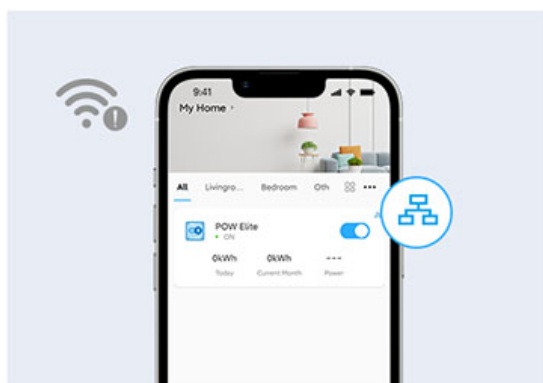 9:41
My Home
All Livingro... Bedroom Oth
POW Elite
ON
0kWh 0kWh ---
Today Current Month Power